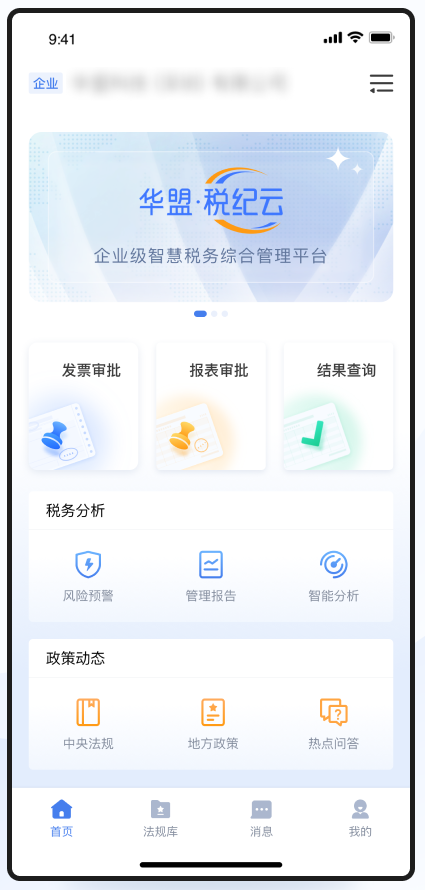 9:41
企业
华盟·税纪云
企业级智慧税务综合管理平台
发票审批
报表审批
结果查询
税务分析
风险预警
管理报告
智能分析
政策动态
中央法规
地方政策
热点问答
首页
法规库
消息
我的